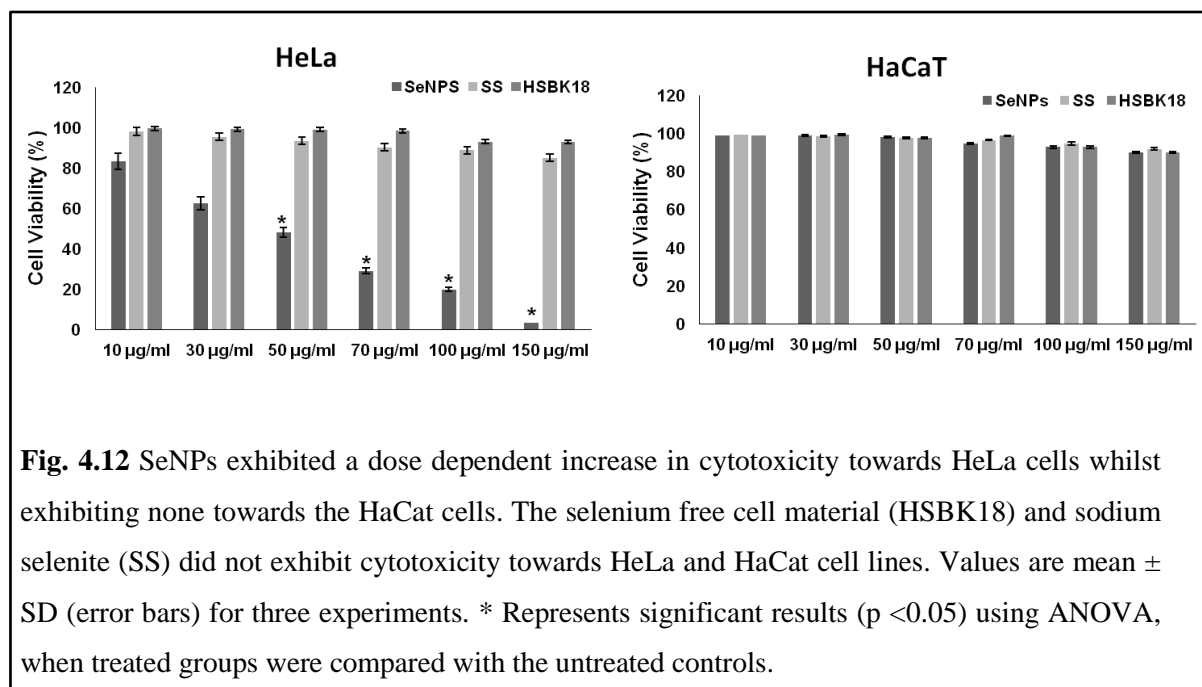 HeLa
SeNPS SS HSBK18
Cell Viability (%)
120
100
80
60
40
20
0
* * * *
10 µg/ml 30 µg/ml 50 µg/ml 70 µg/ml 100 µg/ml 150 µg/ml
HaCaT
SeNPs SS HSBK18
Cell Viability (% )
120
100
80
60
40
20
0
10 µg/ml 30 µg/ml 50 µg/ml 70 µg/ml 100 µg/ml 150 µg/ml
Fig. 4.12 SeNPs exhibited a dose dependent increase in cytotoxicity towards HeLa cells whilst
exhibiting none towards the HaCat cells. The selenium free cell material (HSBK18) and sodium
selenite (SS) did not exhibit cytotoxicity towards HeLa and HaCat cell lines. Values are mean ±
SD (error bars) for three experiments. * Represents significant results (p <0.05) using ANOVA,
when treated groups were compared with the untreated controls.